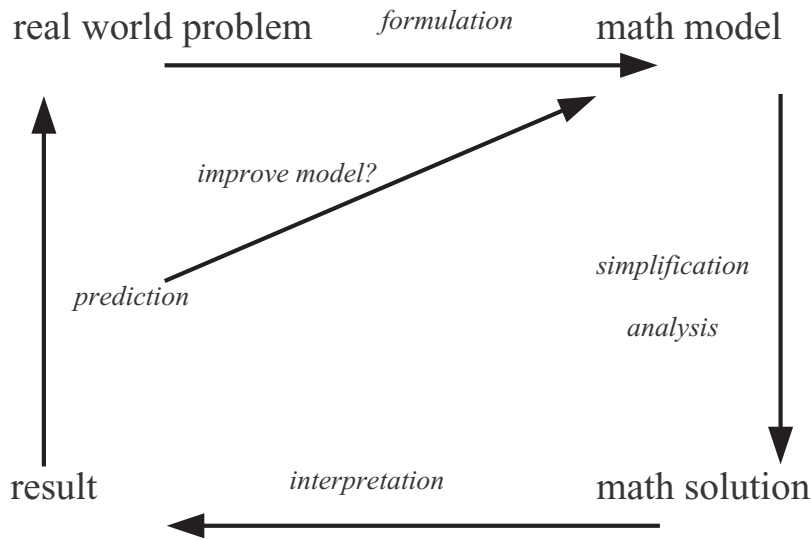 real world problem
formulation
math model
improve model?
simplification
prediction
analysis
result
interpretation
math solution